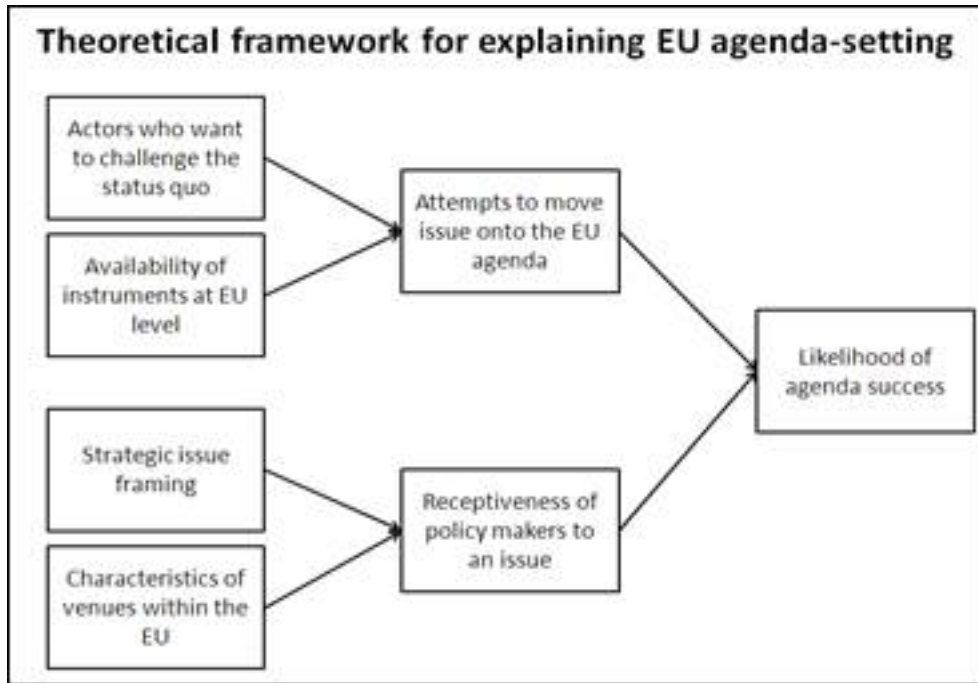 Theoretical framework for explaining EU agenda-setting
Actors who want
to challenge the
status quo
Availability of
instruments at EU
level
Attempts to move
issue onto the EU
agenda
Likelihood of
agenda success
Strategic issue
framing
Characteristics of
venues within the
EU
Receptiveness of
policy makers to
an issue